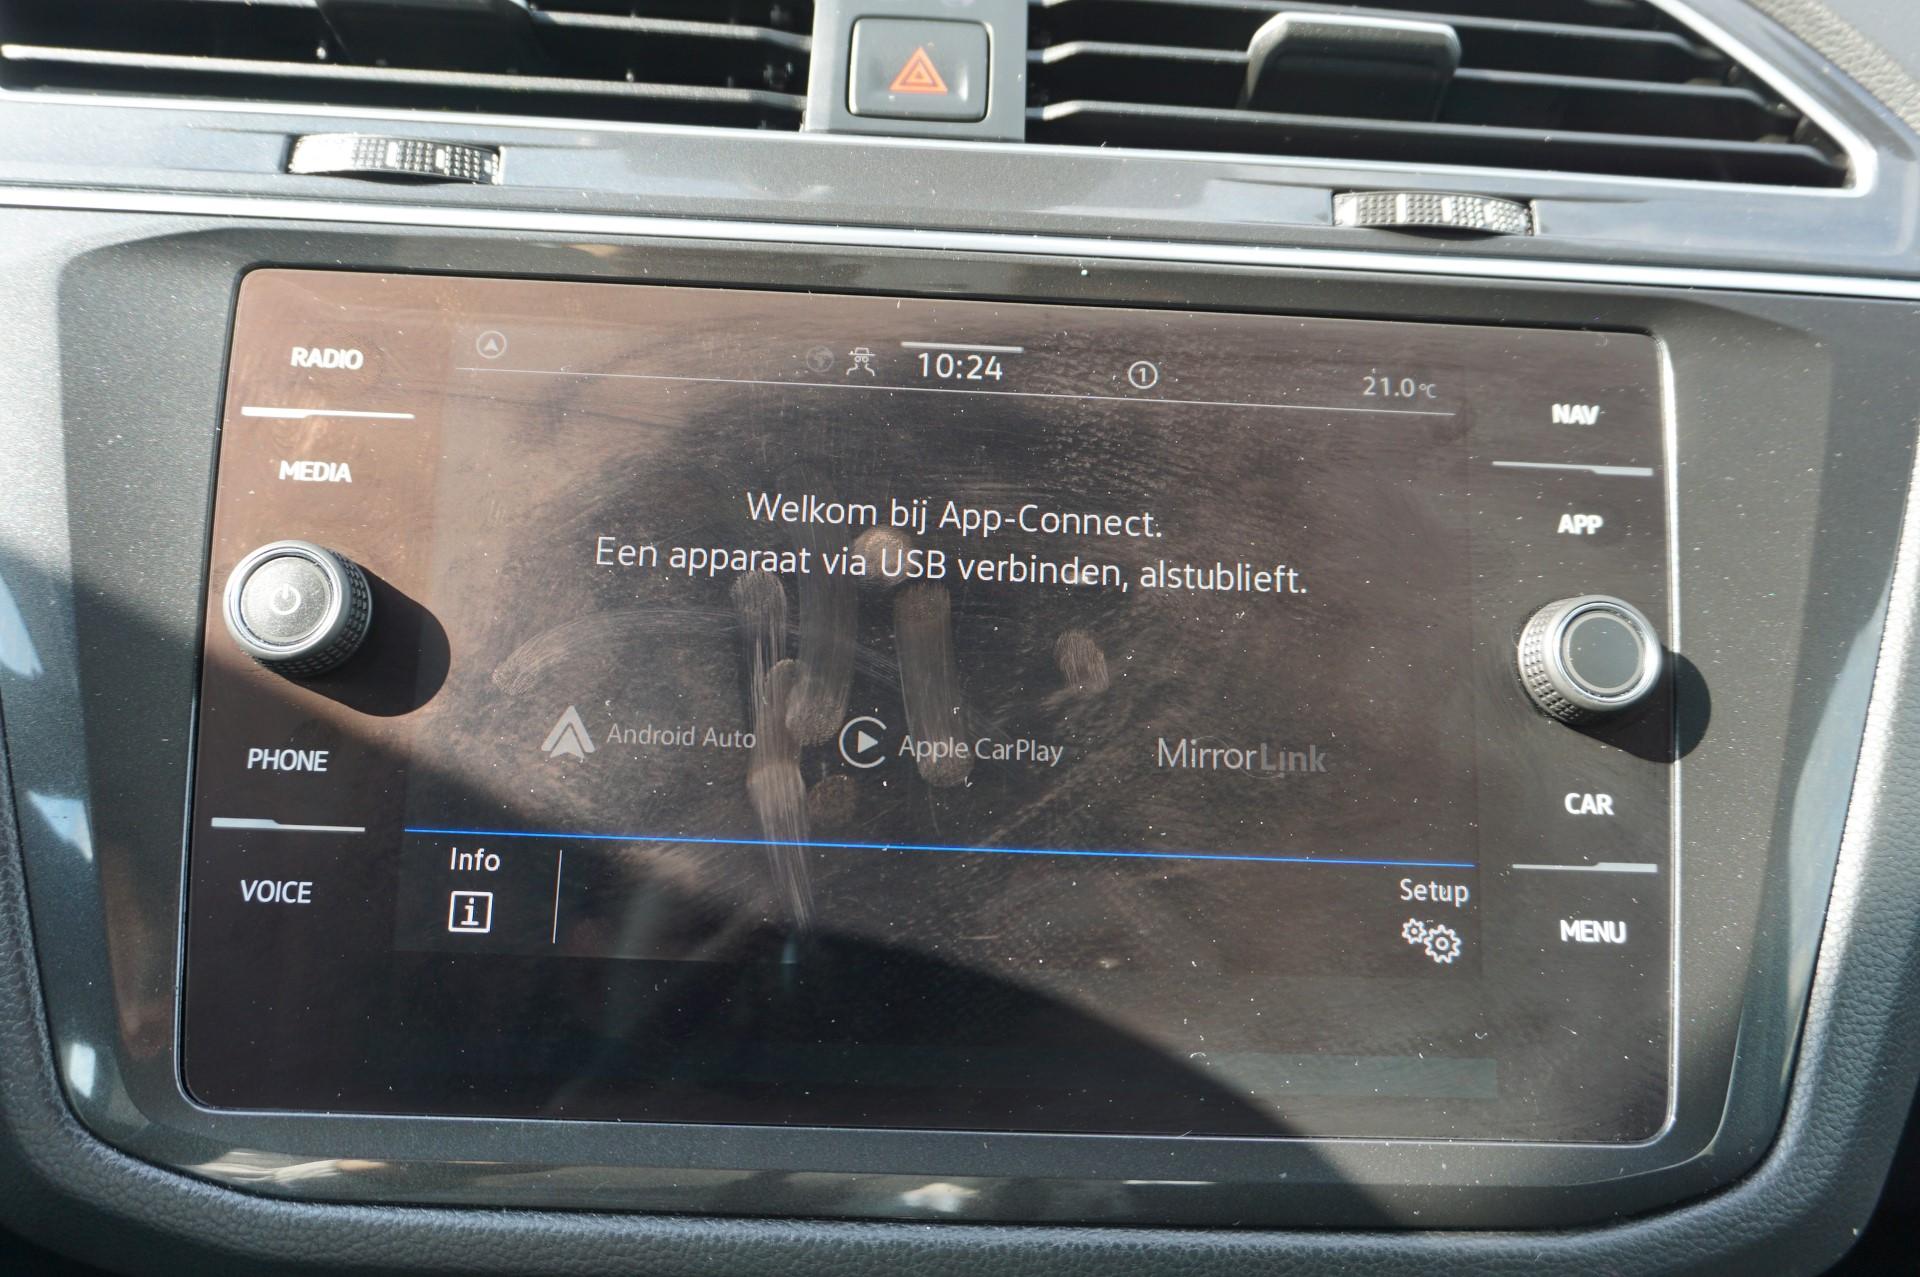 RADIO
MEDIA
PHONE
VOICE
10:24
1
21.0°C
Welkom bij App-Connect.
Een apparaat via USB verbinden, alstublieft.
Android Auto
Apple CarPlay
MirrorLink
Info
i
Setup
NAV
APP
CAR
MENU